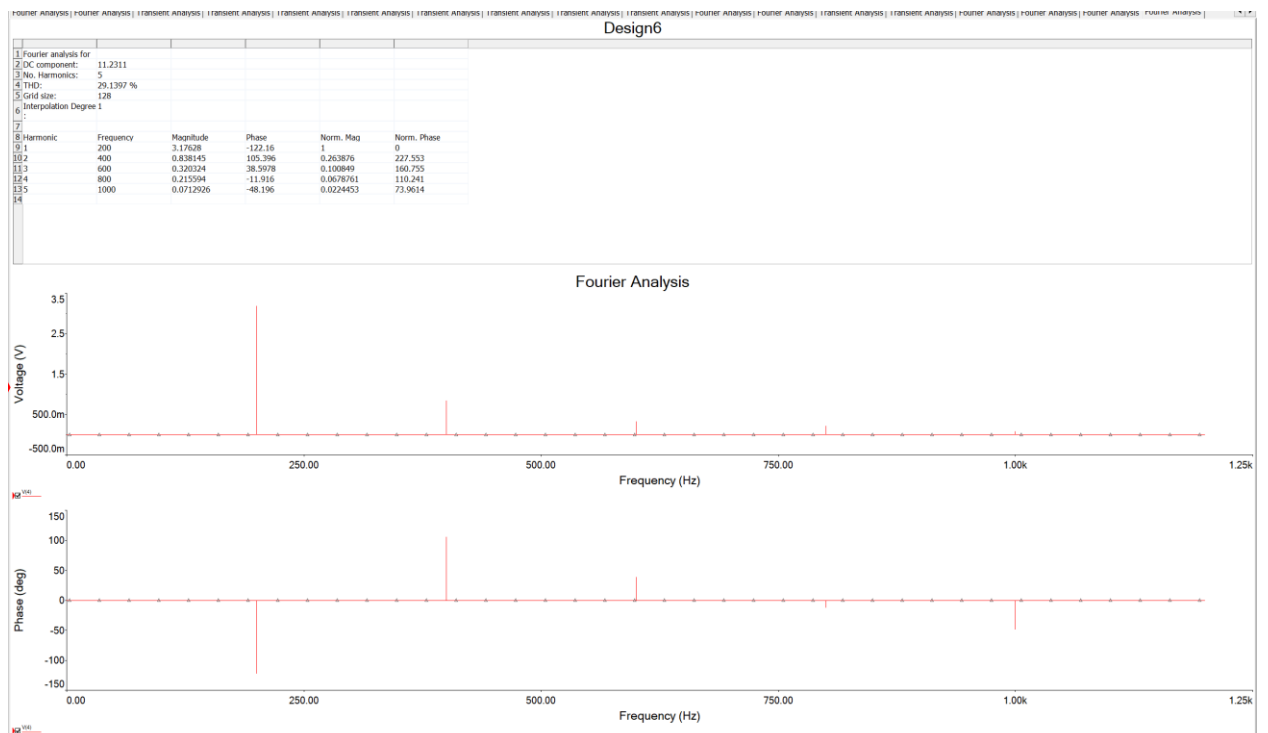 Fourier Analysis | Fourier Analysis | Transient Analysis | Transient Analysis | Transient Analysis | Transient Analysis | Transient Analysis | Transient Analysis | Transient Analysis | Transient Analysis | Fourier Analysis | Fourier Analysis | Transient Analysis | Transient Analysis | Fourier Analysis | Fourier Analysis | Fourier Analysis | Fourier Analysis |
Design6
1 Fourier analysis for
2 DC component: 11.2311
3 No. Harmonics: 5
4 THD: 29.1397 %
5 Grid size: 128
6 Interpolation Degree 1
:
7
8 Harmonic Frequency Magnitude Phase Norm. Mag Norm. Phase
9 1 200 3.17628 -122.16 1 0
10 2 400 0.838145 105.396 0.263876 227.553
11 3 600 0.320324 38.5978 0.100849 160.755
12 4 800 0.215594 -11.916 0.0678761 110.241
13 5 1000 0.0712926 -48.196 0.0224453 73.9614
14
Fourier Analysis
Voltage (V)
3.5
2.5
1.5
500.0m
-500.0m
0.00 250.00 500.00 750.00 1.00k 1.25k
Frequency (Hz)
V(4)
Phase (deg)
150
100
50
0
-50
-100
-150
0.00 250.00 500.00 750.00 1.00k 1.25k
Frequency (Hz)
V(4)